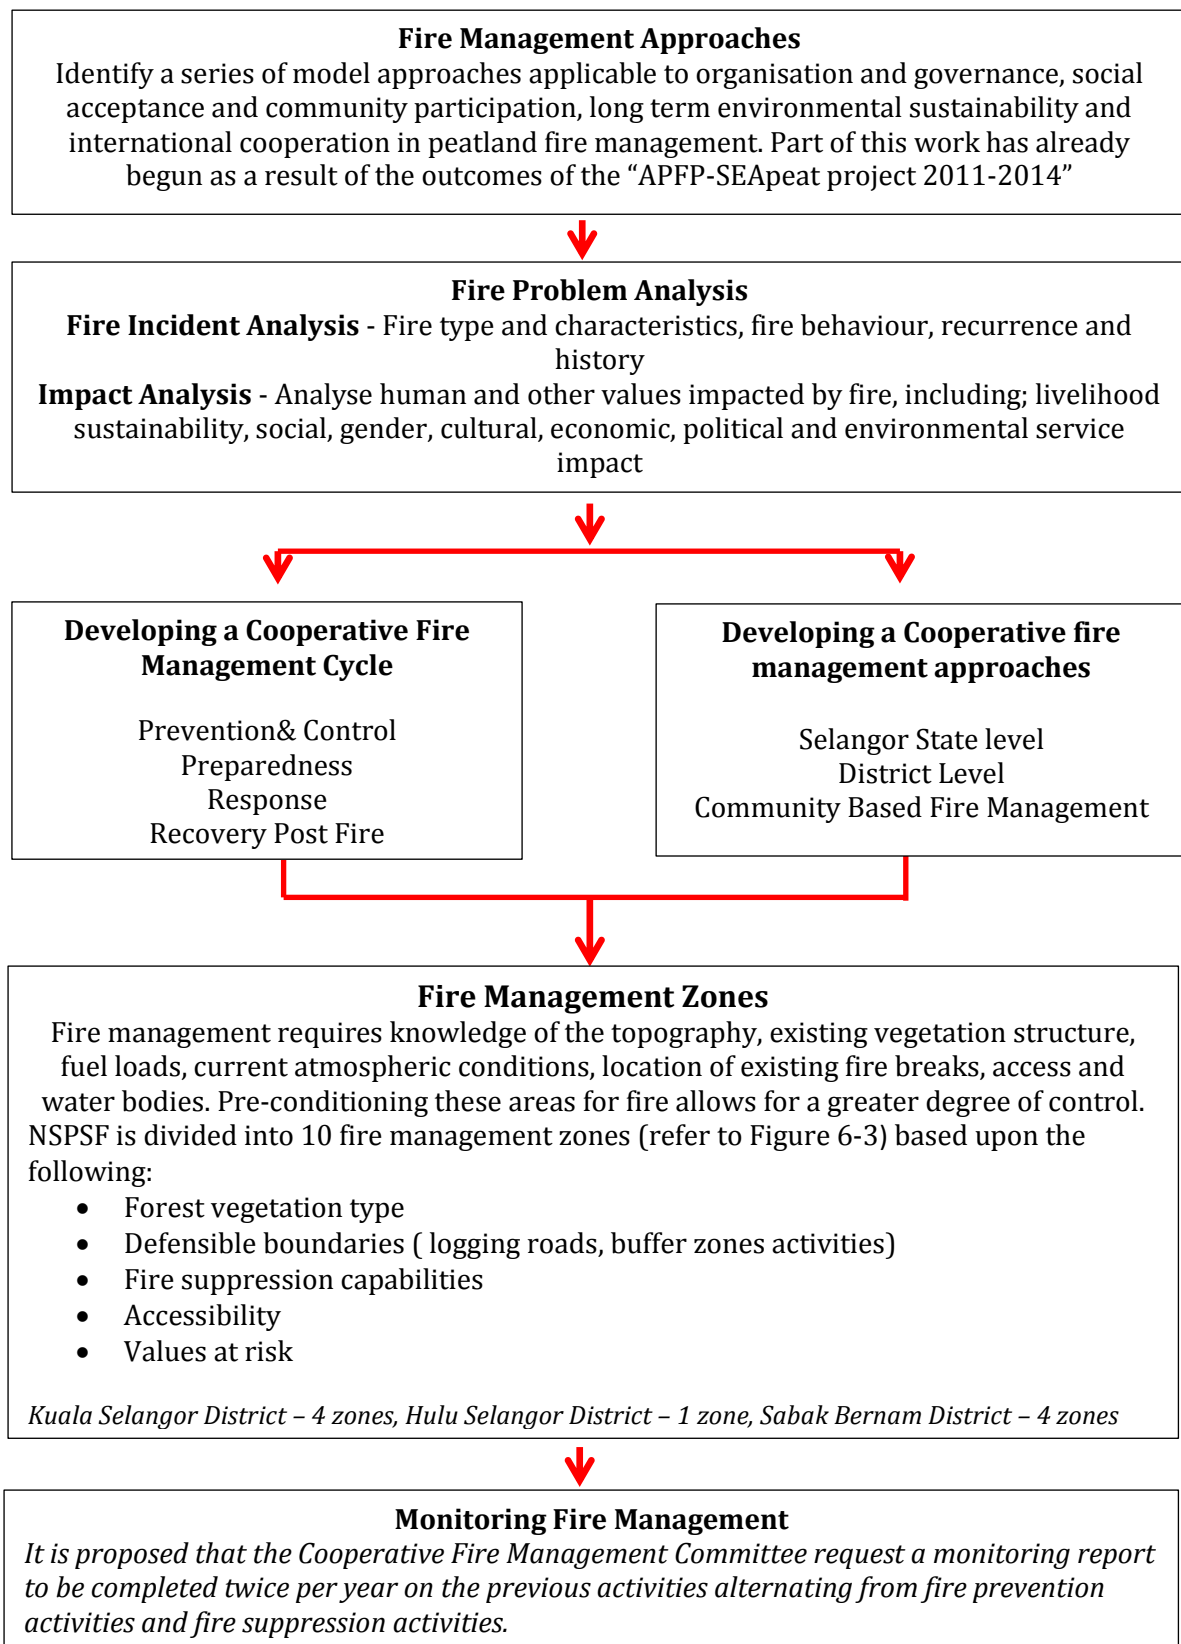 Fire Management Approaches
Identify a series of model approaches applicable to organisation and governance, social
acceptance and community participation, long term environmental sustainability and
international cooperation in peatland fire management. Part of this work has already
begun as a result of the outcomes of the “APFP-SEApeat project 2011-2014”
Fire Problem Analysis
Fire Incident Analysis - Fire type and characteristics, fire behaviour, recurrence and
history
Impact Analysis - Analyse human and other values impacted by fire, including; livelihood
sustainability, social, gender, cultural, economic, political and environmental service
impact
Developing a Cooperative Fire
Management Cycle
Prevention& Control
Preparedness
Response
Recovery Post Fire
Developing a Cooperative fire
management approaches
Selangor State level
District Level
Community Based Fire Management
Fire Management Zones
Fire management requires knowledge of the topography, existing vegetation structure,
fuel loads, current atmospheric conditions, location of existing fire breaks, access and
water bodies. Pre-conditioning these areas for fire allows for a greater degree of control.
NSPSF is divided into 10 fire management zones (refer to Figure 6-3) based upon the
following:
• Forest vegetation type
• Defensible boundaries ( logging roads, buffer zones activities)
• Fire suppression capabilities
• Accessibility
• Values at risk
Kuala Selangor District – 4 zones, Hulu Selangor District – 1 zone, Sabak Bernam District – 4 zones
Monitoring Fire Management
It is proposed that the Cooperative Fire Management Committee request a monitoring report
to be completed twice per year on the previous activities alternating from fire prevention
activities and fire suppression activities.